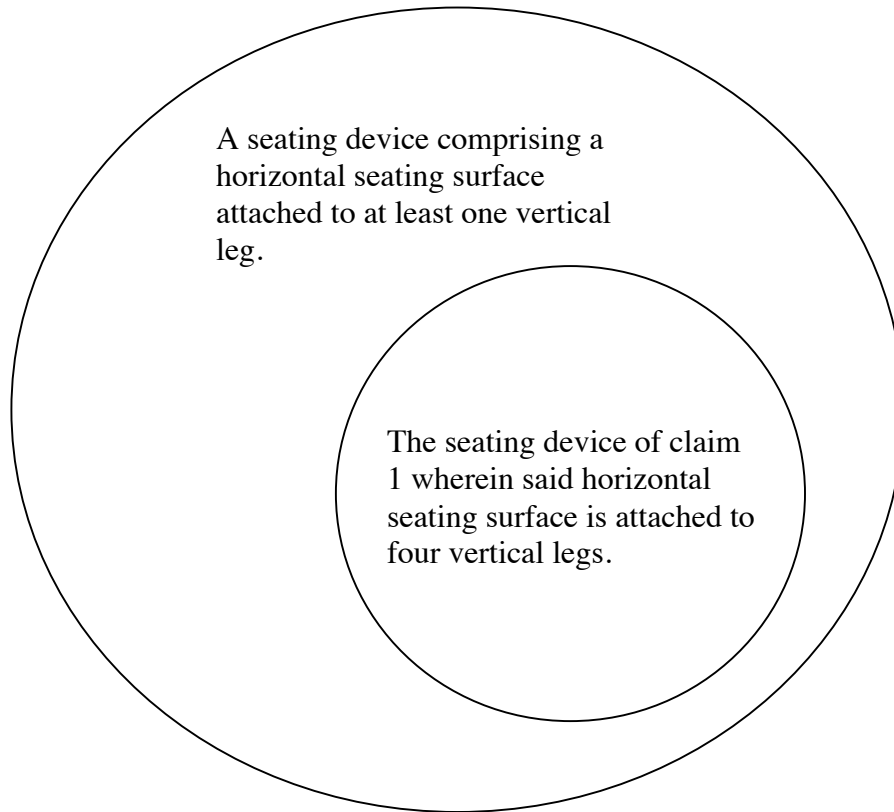 A seating device comprising a
horizontal seating surface
attached to at least one vertical
leg.
The seating device of claim
1 wherein said horizontal
seating surface is attached to
four vertical legs.